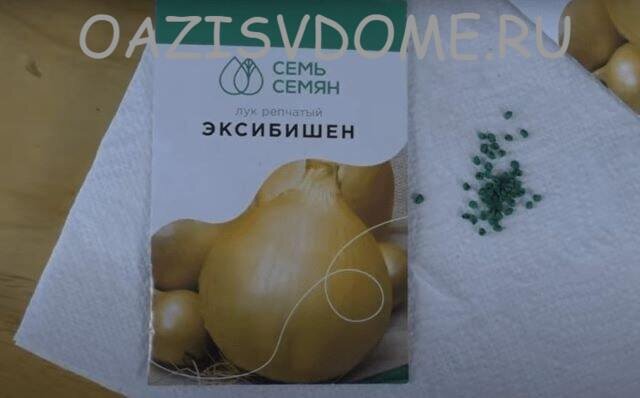 OAZISVDOME.RU
СЕМЬ
СЕМЯН
лук репчатый
ЭКСИБИШЕН